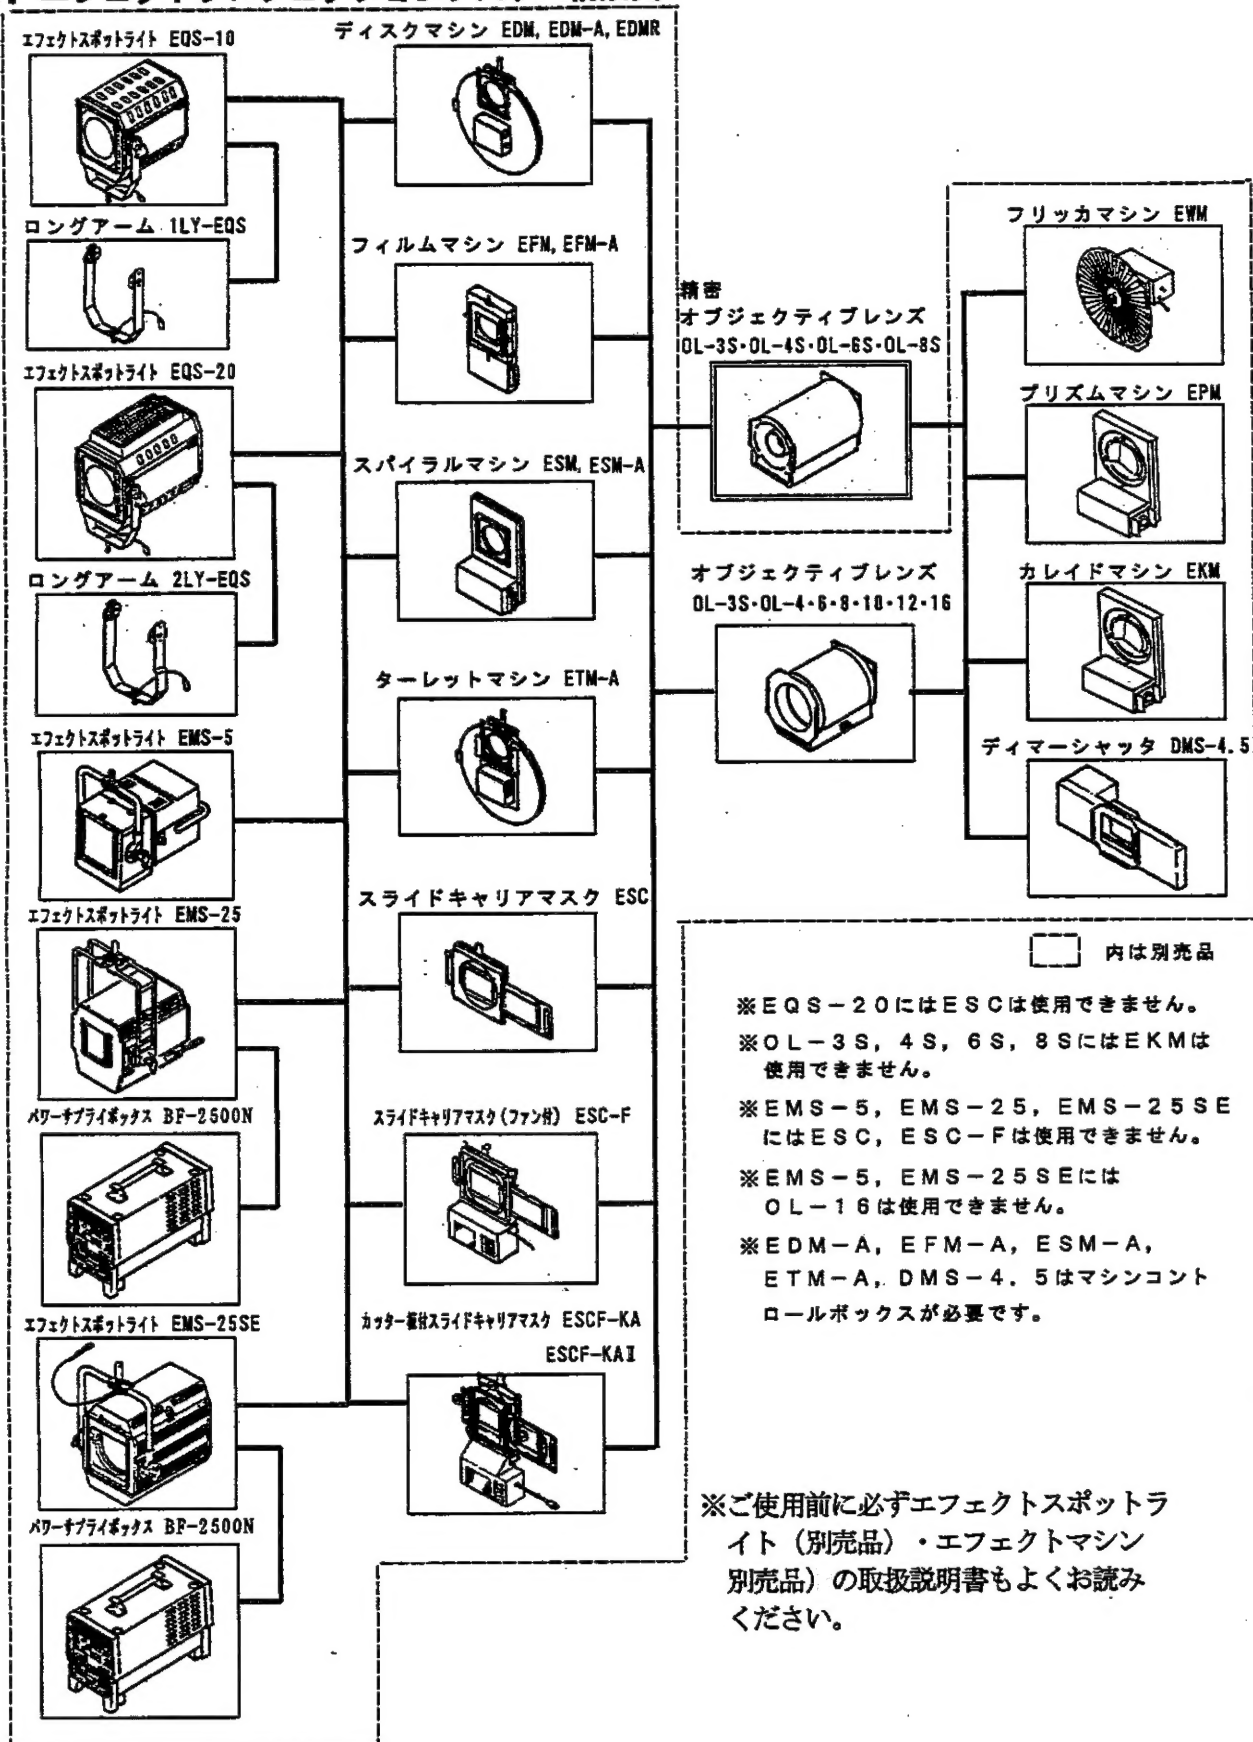 エフェクトスポットライト EQS-10
ロングアーム 1LY-EQS
エフェクトスポットライト EQS-20
ロングアーム 2LY-EQS
エフェクトスポットライト EMS-5
エフェクトスポットライト EMS-25
パワーサプライボックス BF-2500N
エフェクトスポットライト EMS-25SE
パワーサプライボックス BF-2500N
ディスクマシン EDM, EDM-A, EDMR
フィルムマシン EFM, EFM-A
スパイラルマシン ESM, ESM-A
ターレットマシン ETM-A
スライドキャリアマスク ESC
スライドキャリアマスク(ファン付) ESC-F
カッター板付スライドキャリアマスク ESCF-KA
ESCF-KAⅡ
精密
オブジェクティブレンズ
OL-3S・OL-4S・OL-6S・OL-8S
オブジェクティブレンズ
OL-3S・OL-4・6・8・10・12・16
フリッカマシン EWM
プリズムマシン EPM
カレイドマシン EKM
ディマーシャッタ DMS-4.5
内は別売品
※EQS-20にはESCは使用できません。
※OL-3S, 4S, 6S, 8SにはEKMは
使用できません。
※EMS-5, EMS-25, EMS-25SE
にはESC, ESC-Fは使用できません。
※EMS-5, EMS-25SEには
OL-16は使用できません。
※EDM-A, EFM-A, ESM-A,
ETM-A, DMS-4.5はマシンコント
ロールボックスが必要です。
※ご使用前に必ずエフェクトスポットラ
イト(別売品)・エフェクトマシン
別売品)の取扱説明書もよくお読み
ください。